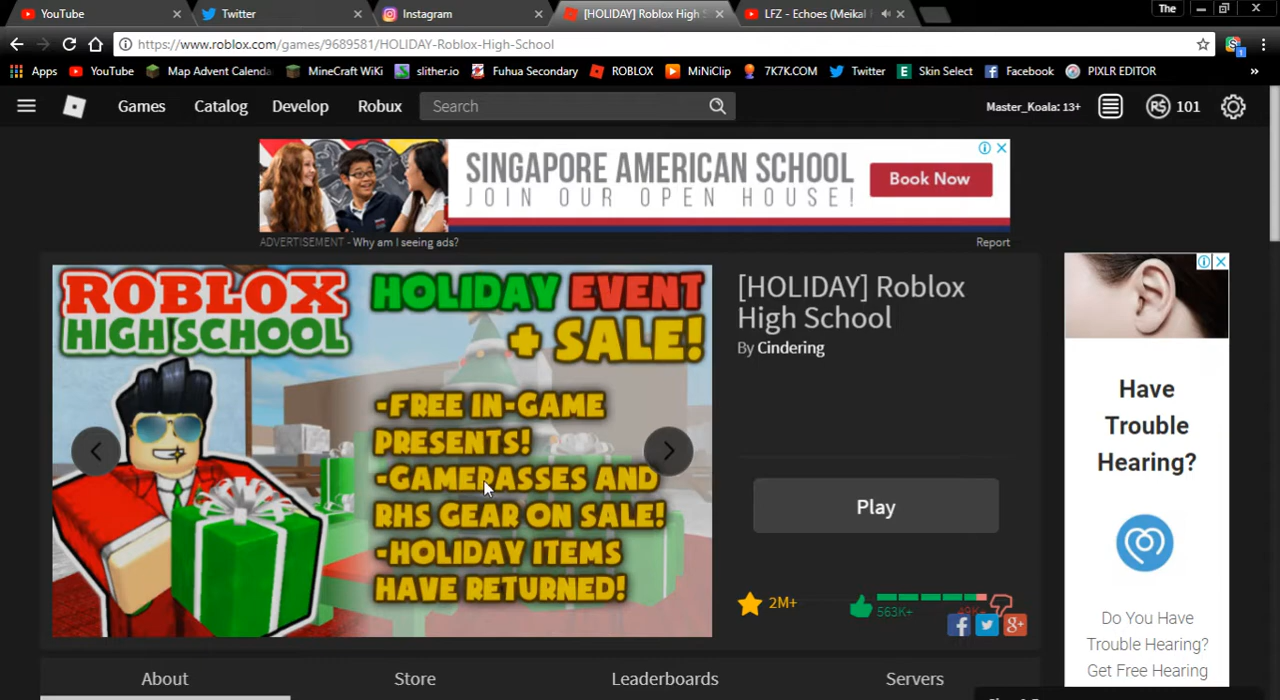 YouTube
Twitter
Instagram
[HOLIDAY] Roblox High S
LFZ - Echoes (Meikal
The
https://www.roblox.com/games/9689581/HOLIDAY-Roblox-High-School
1
Apps YouTube Map Advent Calenda MineCraft WiKi slither.io Fuhua Secondary ROBLOX MiNiClip 7K7K.COM Twitter Skin Select Facebook PIXLR EDITOR »
Games Catalog Develop Robux Search Master_Koala: 13+ R$ 101
SINGAPORE AMERICAN SCHOOL
JOIN OUR OPEN HOUSE!
Book Now
ADVERTISEMENT - Why am I seeing ads? Report
ROBLOX
HIGH SCHOOL
HOLIDAY EVENT
+ SALE!
-FREE IN-GAME
PRESENTS!
-GAMEPASSES AND
RHS GEAR ON SALE!
-HOLIDAY ITEMS
HAVE RETURNED!
[HOLIDAY] Roblox
High School
By Cindering
Play
2M+
563K+
49K+
Have
Trouble
Hearing?
Do You Have
Trouble Hearing?
Get Free Hearing
About Store Leaderboards Servers